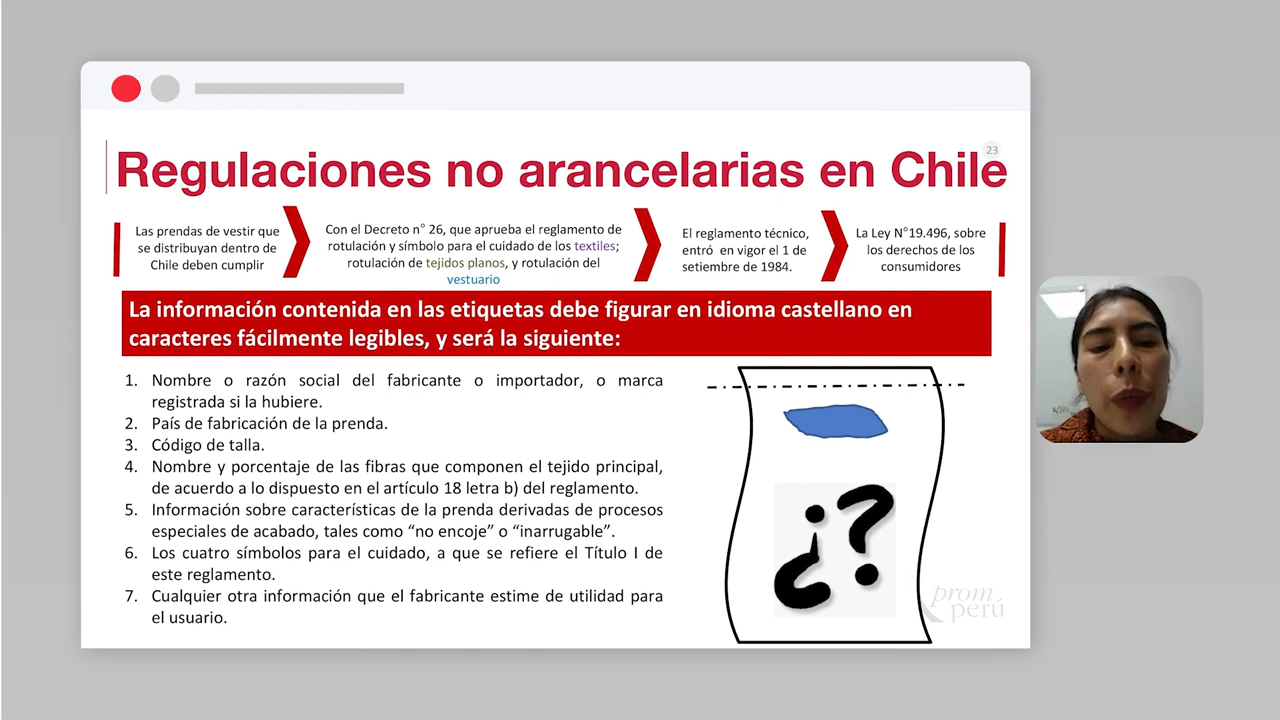 23
Regulaciones no arancelarias en Chile
Las prendas de vestir que
se distribuyan dentro de
Chile deben cumplir
Con el Decreto n° 26, que aprueba el reglamento de
rotulación y símbolo para el cuidado de los textiles;
rotulación de tejidos planos, y rotulación del
vestuario
El reglamento técnico,
entró en vigor el 1 de
setiembre de 1984.
La Ley N°19.496, sobre
los derechos de los
consumidores
La información contenida en las etiquetas debe figurar en idioma castellano en
caracteres fácilmente legibles, y será la siguiente:
1. Nombre o razón social del fabricante o importador, o marca
registrada si la hubiere.
2. País de fabricación de la prenda.
3. Código de talla.
4. Nombre y porcentaje de las fibras que componen el tejido principal,
de acuerdo a lo dispuesto en el artículo 18 letra b) del reglamento.
5. Información sobre características de la prenda derivadas de procesos
especiales de acabado, tales como “no encoje” o “inarrugable”.
6. Los cuatro símbolos para el cuidado, a que se refiere el Título I de
este reglamento.
7. Cualquier otra información que el fabricante estime de utilidad para
el usuario.
¿?
prom
perú